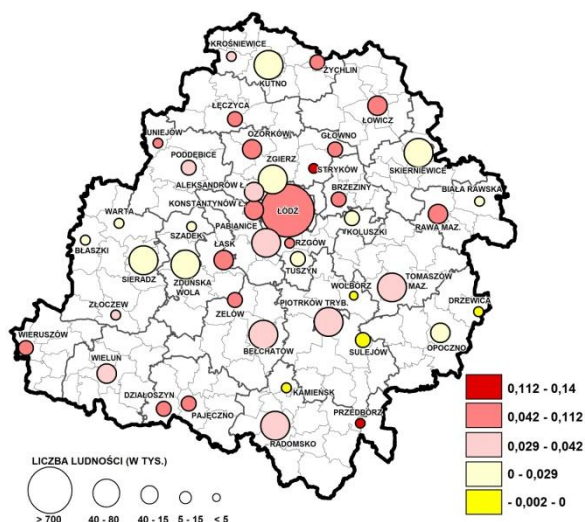 KROŚNIEWICE
KUTNO
ŻYCHLIN
ŁĘCZYCA
ŁOWICZ
UNIEJÓW
OZORKÓW
GŁOWNO
PODDĘBICE
ZGIERZ
STRYKÓW
SKIERNIEWICE
ALEKSANDRÓW Ł.
BRZEZINY
BIAŁA RAWSKA
KONSTANTYNÓW Ł.
ŁÓDŹ
WARTA
SZADEK
PABIANICE
KOLUSZKI
RAWA MAZ.
BŁASZKI
ŁASK
RZGÓW
SIERADZ
ZDUŃSKA
WOLA
TUSZYN
WOLBÓRZ
TOMASZÓW
MAZ.
DRZEWICA
ZŁOCZEW
ZELÓW
PIOTRKÓW TRYB.
WIERUSZÓW
BEŁCHATÓW
SULEJÓW
OPOCZNO
WIELUŃ
KAMIEŃSK
DZIAŁOSZYN
PAJĘCZNO
PRZEDBÓRZ
RADOMSKO
0,112 - 0,14
0,042 - 0,112
0,029 - 0,042
0 - 0,029
- 0,002 - 0
LICZBA LUDNOŚCI (W TYS.)
> 700 40 - 80 40 - 15 5 - 15 < 5